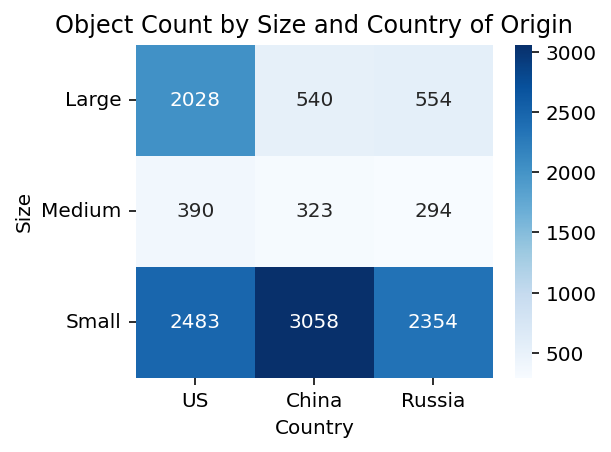 Object Count by Size and Country of Origin
Size
Large 2028 540 554
Medium 390 323 294
Small 2483 3058 2354
US China Russia
Country
3000
2500
2000
1500
1000
500